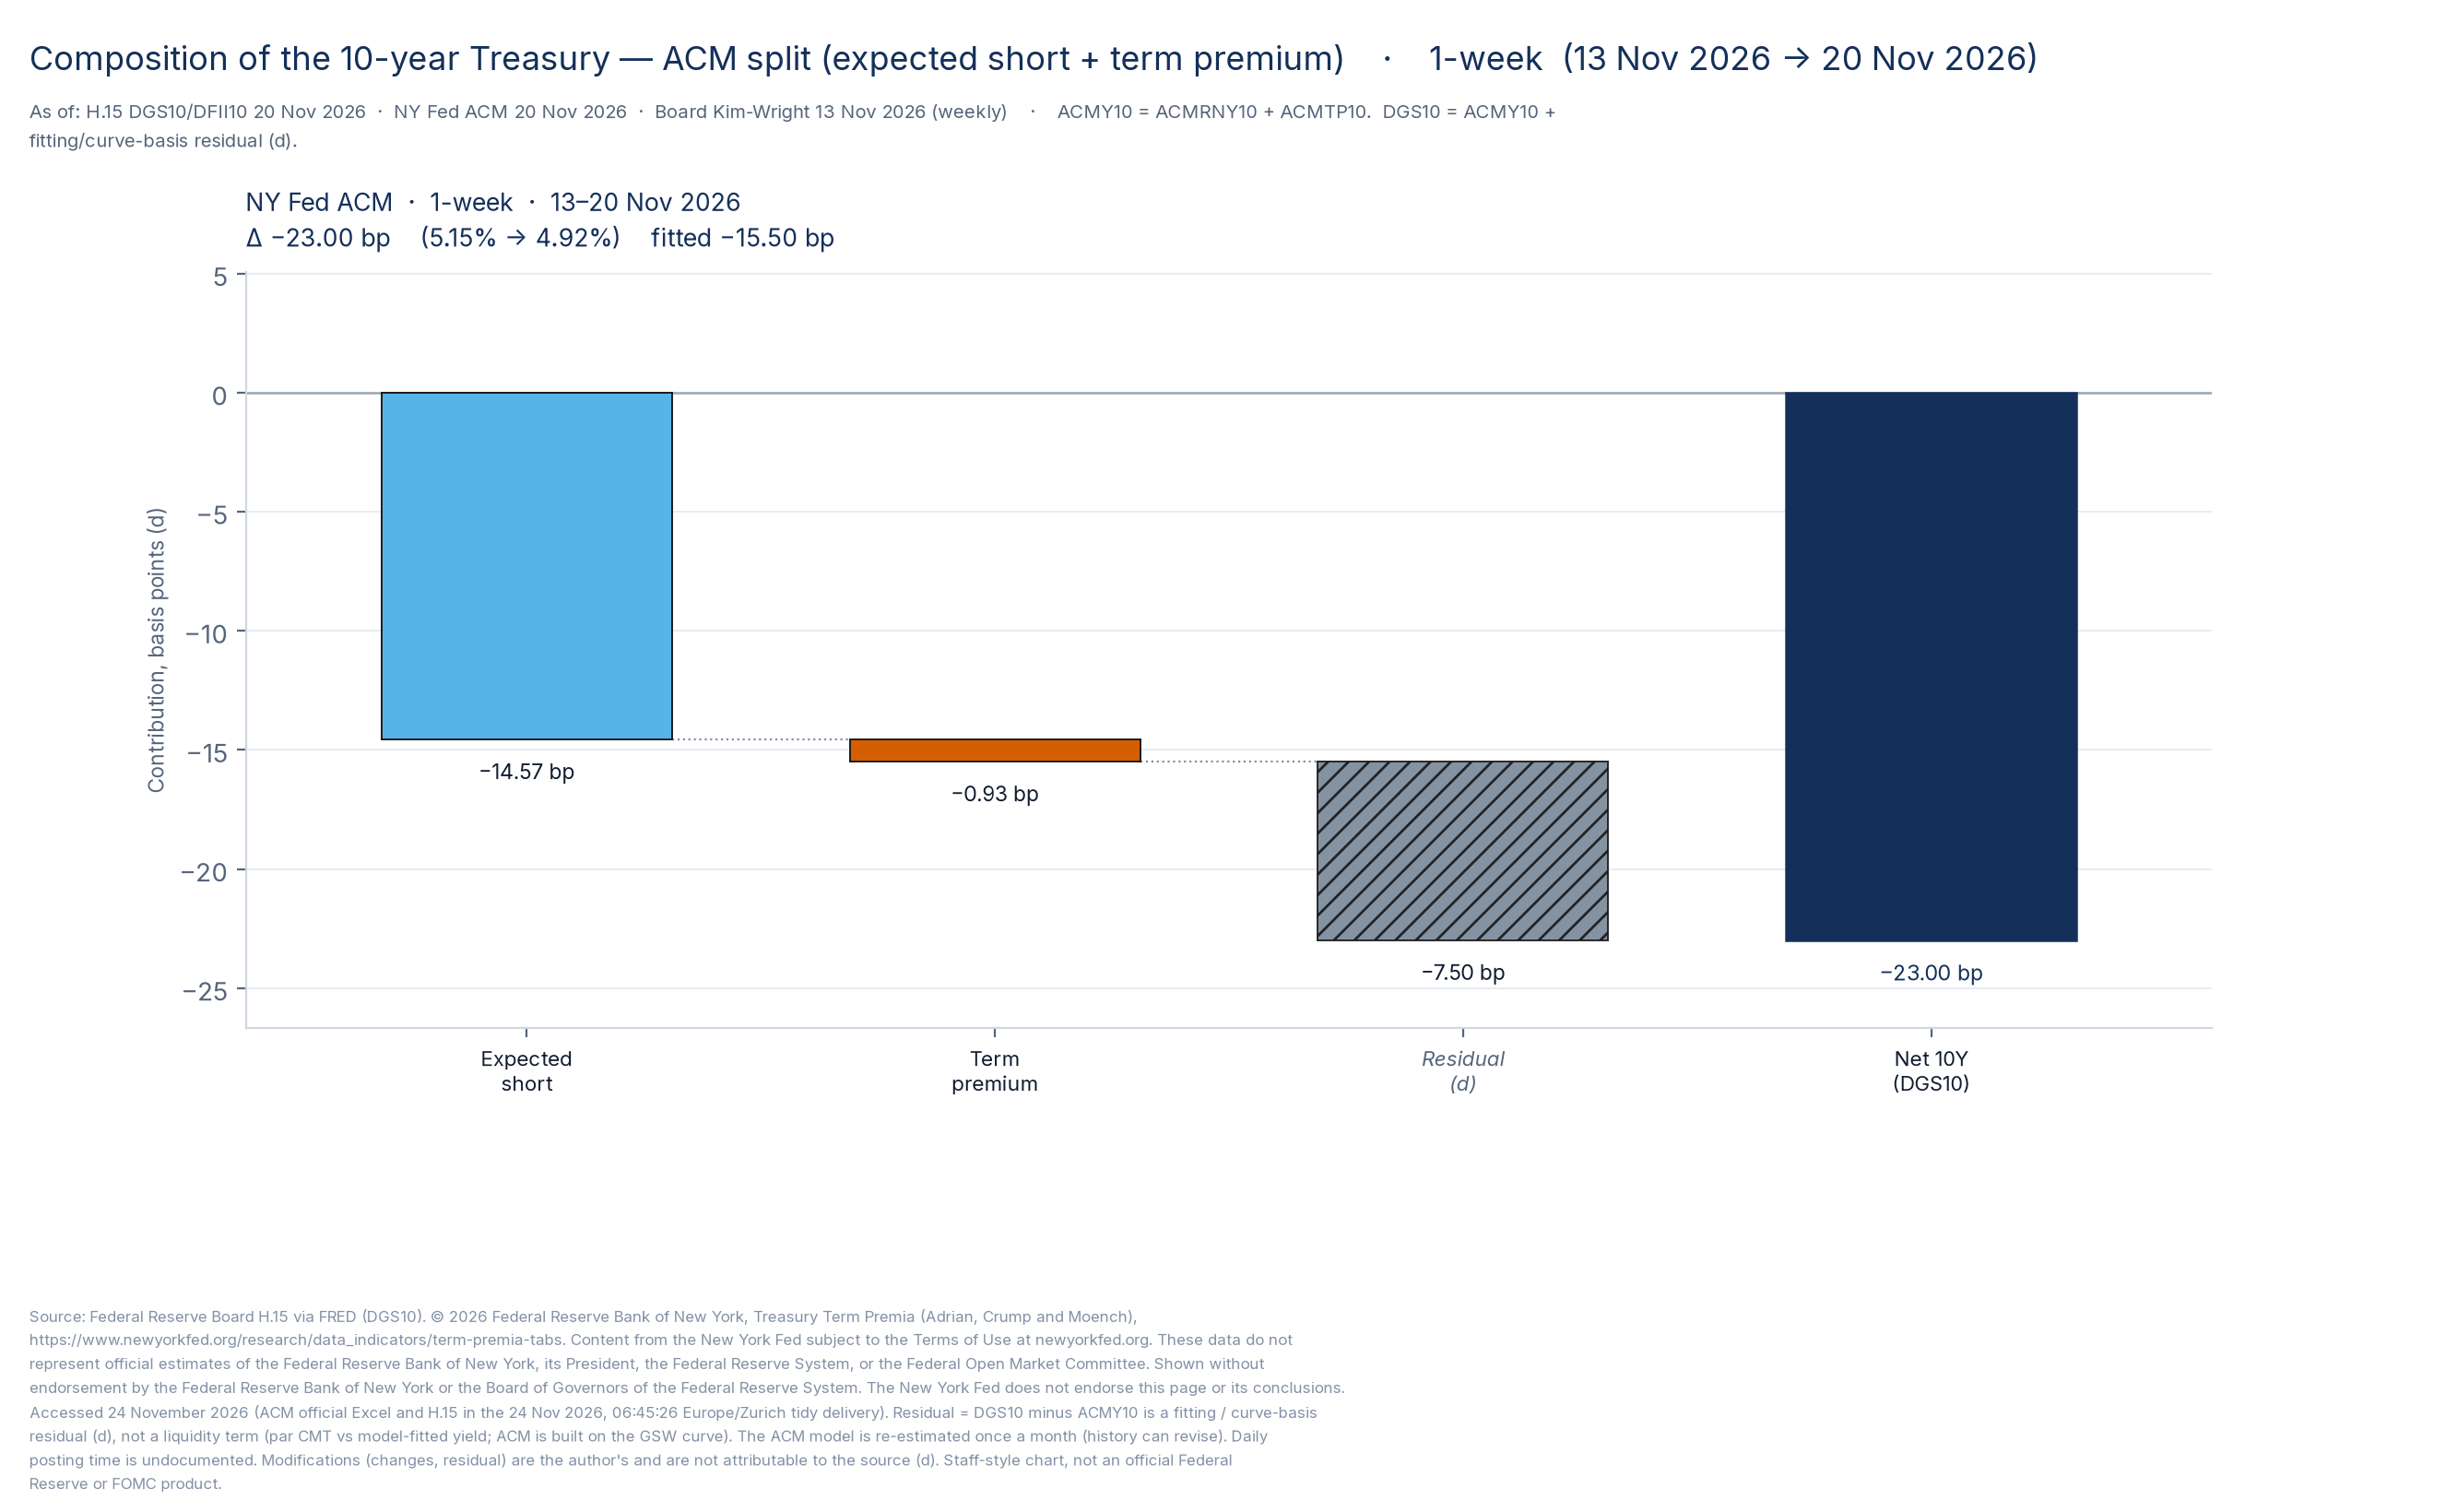 Composition of the 10-year Treasury — ACM split (expected short + term premium)   ·   1-week  (13 Nov 2026 → 20 Nov 2026)
As of: H.15 DGS10/DFII10 20 Nov 2026  ·  NY Fed ACM 20 Nov 2026  ·  Board Kim-Wright 13 Nov 2026 (weekly)   ·   ACMY10 = ACMRNY10 + ACMTP10.  DGS10 = ACMY10 +
fitting/curve-basis residual (d).
NY Fed ACM  ·  1-week  ·  13–20 Nov 2026
Δ −23.00 bp   (5.15% → 4.92%)   fitted −15.50 bp
Contribution, basis points (d)
5
0
−5
−10
−15
−20
−25
−14.57 bp
−0.93 bp
−7.50 bp
−23.00 bp
Expected
short
Term
premium
Residual
(d)
Net 10Y
(DGS10)
Source: Federal Reserve Board H.15 via FRED (DGS10). © 2026 Federal Reserve Bank of New York, Treasury Term Premia (Adrian, Crump and Moench),
https://www.newyorkfed.org/research/data_indicators/term-premia-tabs. Content from the New York Fed subject to the Terms of Use at newyorkfed.org. These data do not
represent official estimates of the Federal Reserve Bank of New York, its President, the Federal Reserve System, or the Federal Open Market Committee. Shown without
endorsement by the Federal Reserve Bank of New York or the Board of Governors of the Federal Reserve System. The New York Fed does not endorse this page or its conclusions.
Accessed 24 November 2026 (ACM official Excel and H.15 in the 24 Nov 2026, 06:45:26 Europe/Zurich tidy delivery). Residual = DGS10 minus ACMY10 is a fitting / curve-basis
residual (d), not a liquidity term (par CMT vs model-fitted yield; ACM is built on the GSW curve). The ACM model is re-estimated once a month (history can revise). Daily
posting time is undocumented. Modifications (changes, residual) are the author's and are not attributable to the source (d). Staff-style chart, not an official Federal
Reserve or FOMC product.